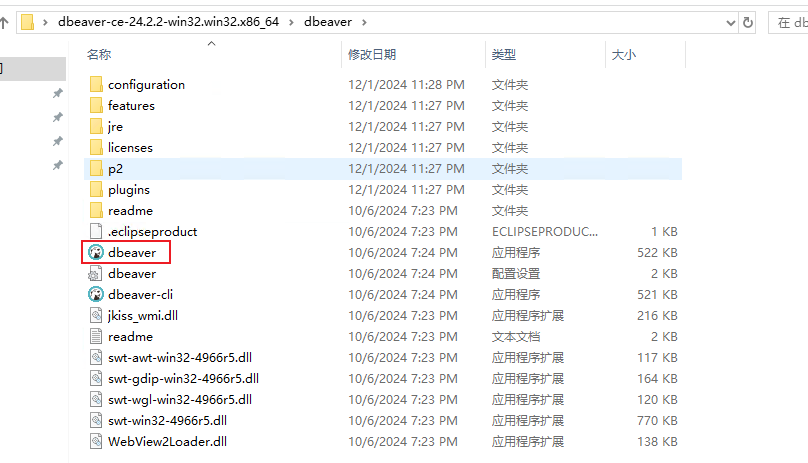 dbeaver-ce-24.2.2-win32.win32.x86_64 > dbeaver > 在 db
名称 修改日期 类型 大小
configuration 12/1/2024 11:28 PM 文件夹
features 12/1/2024 11:27 PM 文件夹
jre 12/1/2024 11:27 PM 文件夹
licenses 12/1/2024 11:27 PM 文件夹
p2 12/1/2024 11:27 PM 文件夹
plugins 12/1/2024 11:27 PM 文件夹
readme 10/6/2024 7:23 PM 文件夹
.eclipseproduct 10/6/2024 7:23 PM ECLIPSEPRODUC... 1 KB
dbeaver 10/6/2024 7:24 PM 应用程序 522 KB
dbeaver 10/6/2024 7:24 PM 配置设置 2 KB
dbeaver-cli 10/6/2024 7:24 PM 应用程序 521 KB
jkiss_wmi.dll 10/6/2024 7:23 PM 应用程序扩展 216 KB
readme 10/6/2024 7:23 PM 文本文档 2 KB
swt-awt-win32-4966r5.dll 10/6/2024 7:23 PM 应用程序扩展 117 KB
swt-gdip-win32-4966r5.dll 10/6/2024 7:23 PM 应用程序扩展 164 KB
swt-wgl-win32-4966r5.dll 10/6/2024 7:23 PM 应用程序扩展 120 KB
swt-win32-4966r5.dll 10/6/2024 7:23 PM 应用程序扩展 770 KB
WebView2Loader.dll 10/6/2024 7:23 PM 应用程序扩展 138 KB